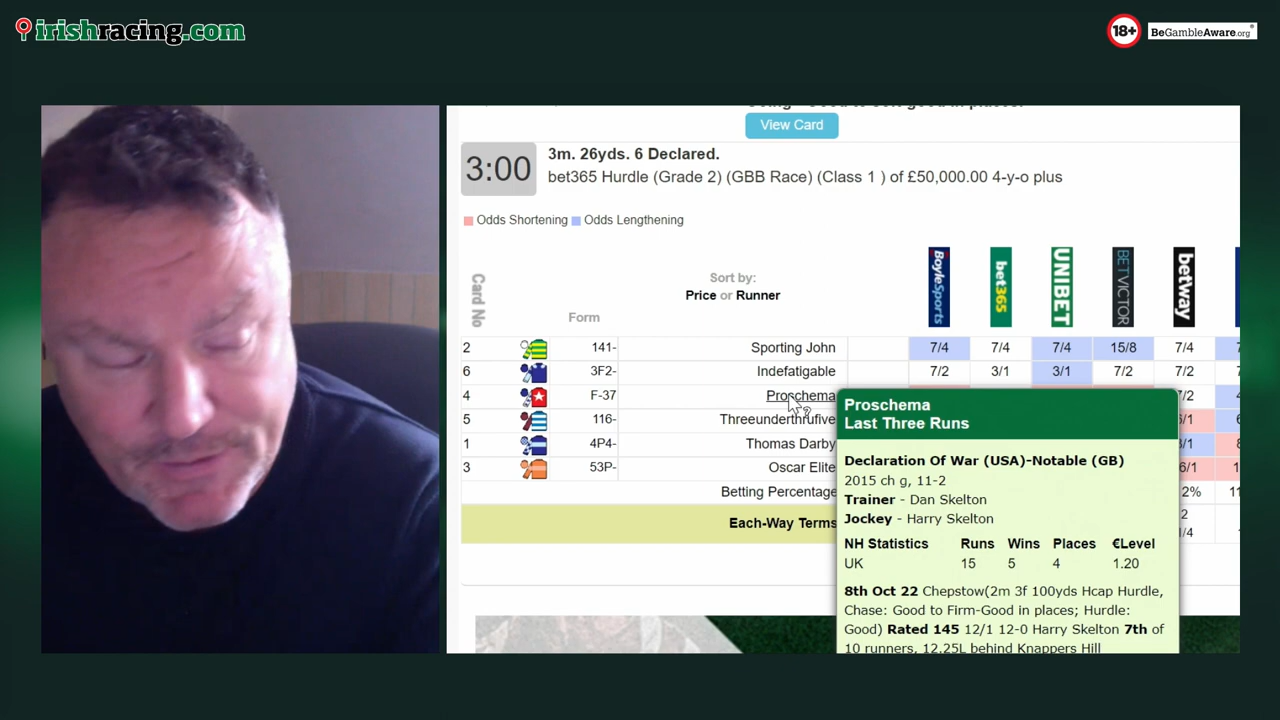 irishracing.com
18+
BeGambleAware.org®
View Card
3:00
3m. 26yds. 6 Declared.
bet365 Hurdle (Grade 2) (GBB Race) (Class 1 ) of £50,000.00 4-y-o plus
Odds Shortening Odds Lengthening
Card No
Form
Sort by:
Price or Runner
BoyleSports
bet365
UNIBET
BETVICTOR
betway
2 141- Sporting John 7/4 7/4 7/4 15/8 7/4
6 3F2- Indefatigable 7/2 3/1 3/1 7/2 7/2
4 F-37 Proschema
5 116- Threeunderthrufive
1 4P4- Thomas Darby
3 53P- Oscar Elite
Betting Percentage
Each-Way Terms
Proschema
Last Three Runs
Declaration Of War (USA)-Notable (GB)
2015 ch g, 11-2
Trainer - Dan Skelton
Jockey - Harry Skelton
NH Statistics Runs Wins Places €Level
UK 15 5 4 1.20
8th Oct 22 Chepstow(2m 3f 100yds Hcap Hurdle,
Chase: Good to Firm-Good in places; Hurdle:
Good) Rated 145 12/1 12-0 Harry Skelton 7th of
10 runners, 12.25L behind Knappers Hill